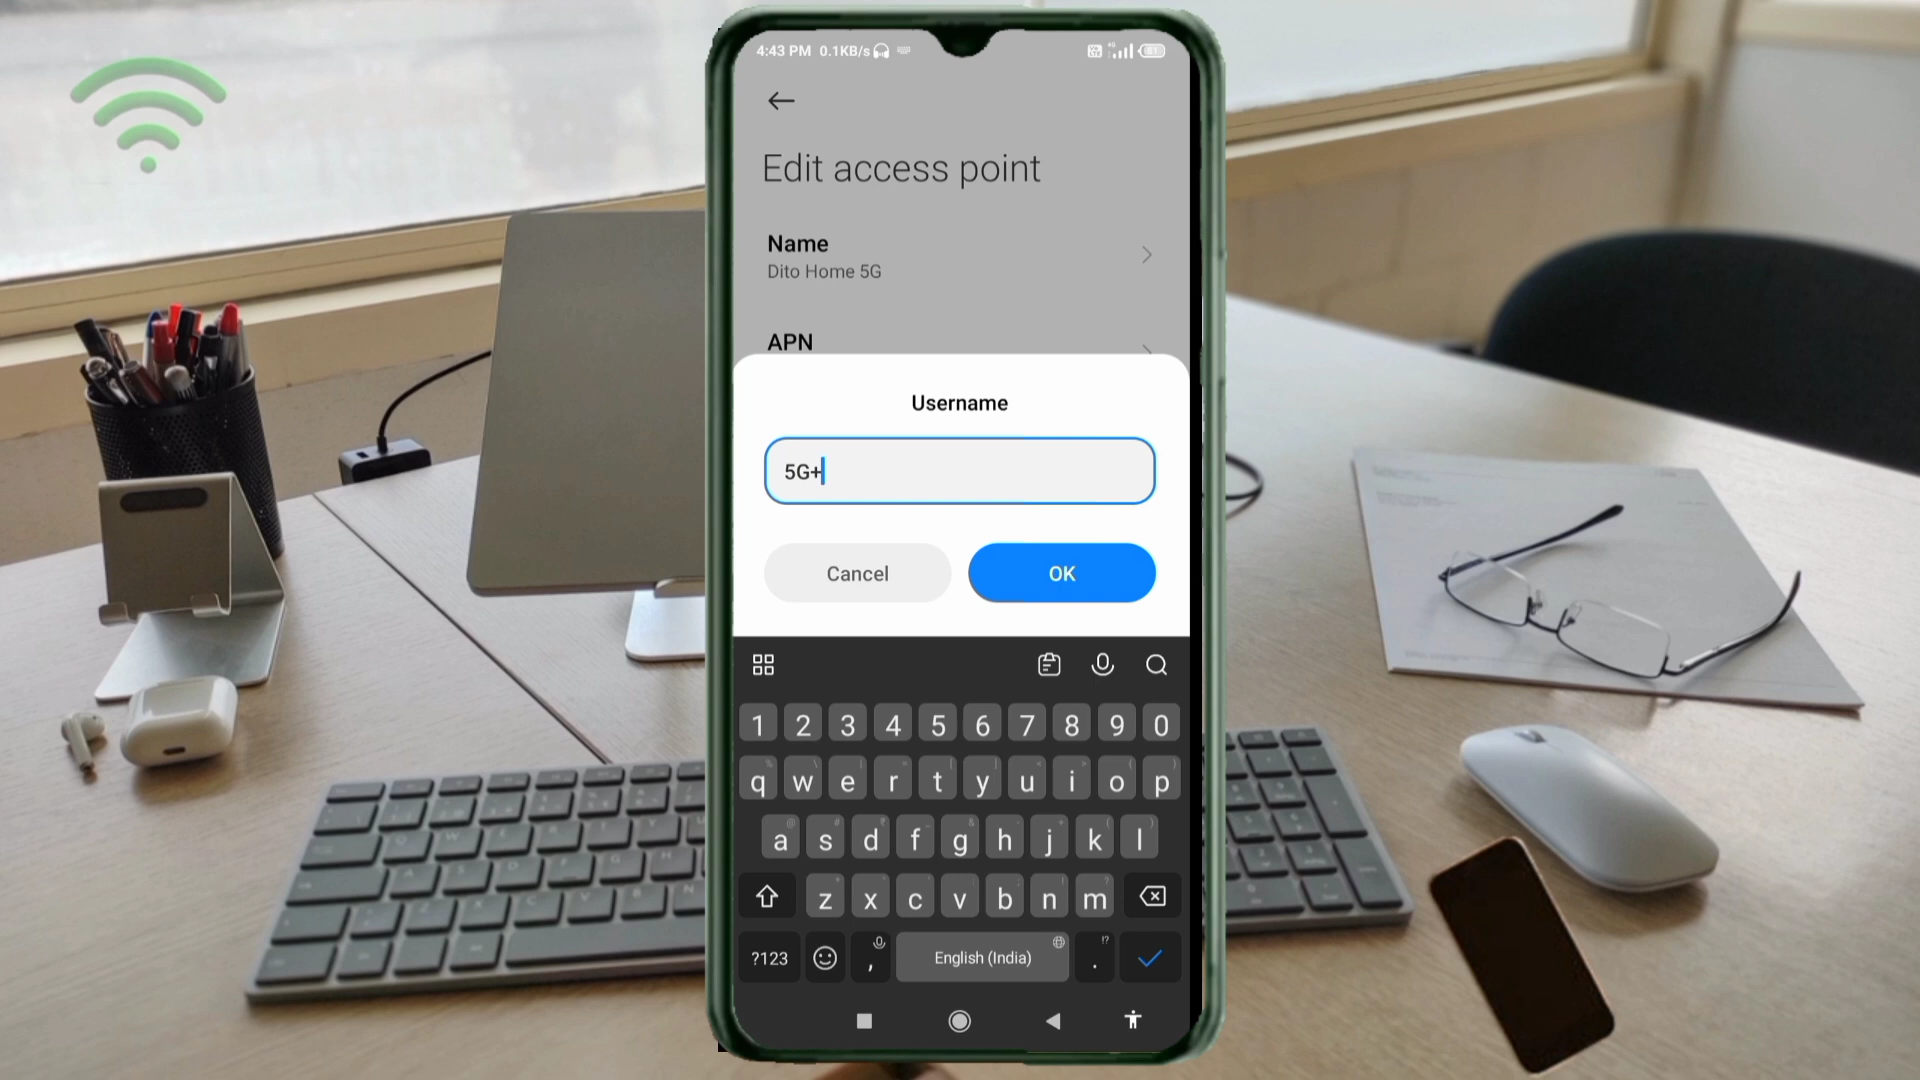 4:43 PM 0.1KB/s
Edit access point
Name
Dito Home 5G
APN
Username
5G+
Cancel OK
1 2 3 4 5 6 7 8 9 0
q w e r t y u i o p
a s d f g h j k l
z x c v b n m
?123 , English (India) .